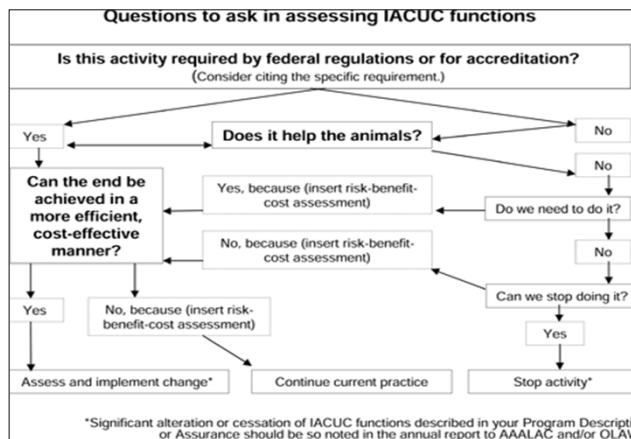 Questions to ask in assessing IACUC functions
Is this activity required by federal regulations or for accreditation?
(Consider citing the specific requirement.)
Yes
Does it help the animals?
No
No
Can the end be
achieved in a
more efficient,
cost-effective
manner?
Yes, because (insert risk-benefit-
cost assessment)
Do we need to do it?
No, because (insert risk-benefit-
cost assessment)
No
Can we stop doing it?
Yes
No, because (insert risk-
benefit-cost assessment)
Yes
Assess and implement change*
Continue current practice
Stop activity*
*Significant alteration or cessation of IACUC functions described in your Program Descripti
or Assurance should be so noted in the annual report to AAALAC and/or OLAW